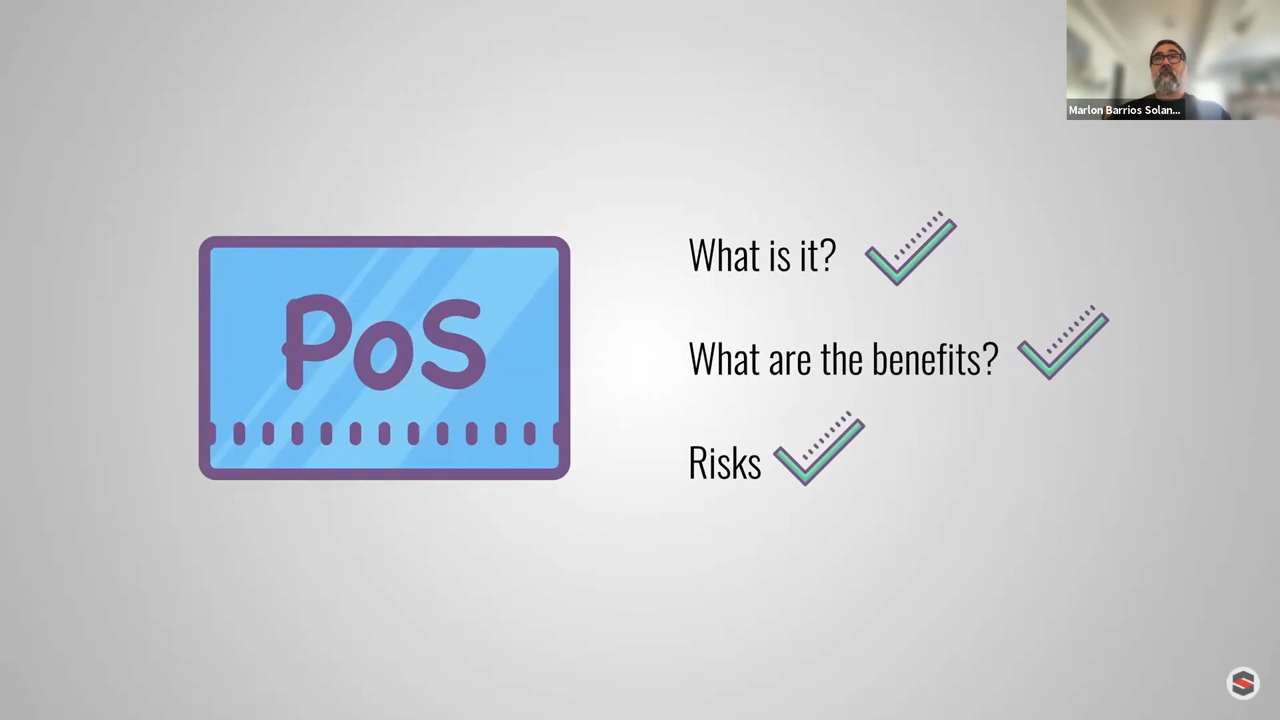 Marlon Barrios Solan...
PoS
What is it?
What are the benefits?
Risks